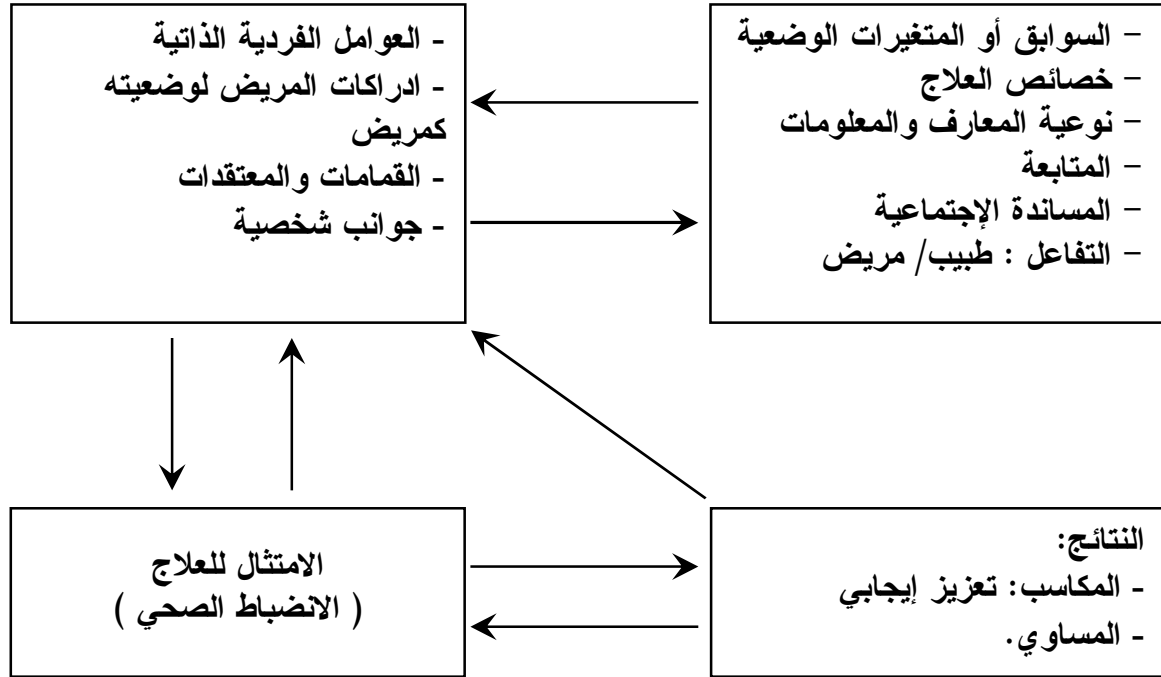 – السوابق أو المتغيرات الوضعية
– خصائص العلاج
– نوعية المعارف والمعلومات
– المتابعة
– المساندة الإجتماعية
– التفاعل : طبيب/ مريض
- العوامل الفردية الذاتية
- ادراكات المريض لوضعيته
كمريض
- القمامات والمعتقدات
- جوانب شخصية
النتائج:
- المكاسب: تعزيز إيجابي
- المساوي.
الامتثال للعلاج
( الانضباط الصحي )